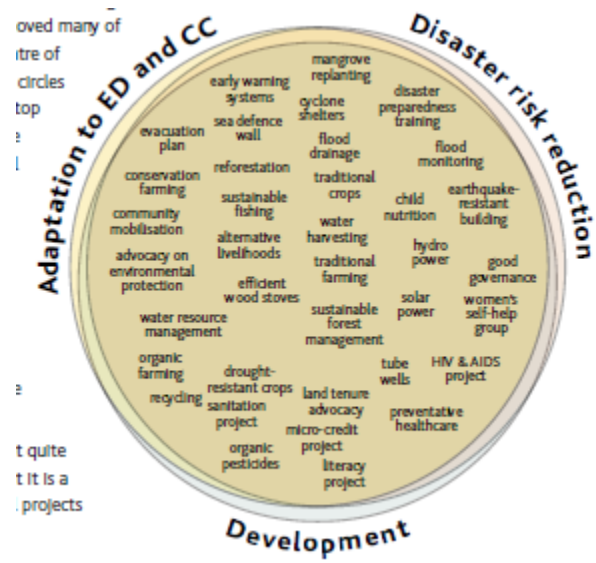 oved many of
tre of
circles
top
e
l
e
t quite
t it is a
projects
Adaptation to ED and CC
Disaster risk reduction
Development
mangrove
replanting
early warning
systems
cyclone
shelters
disaster
preparedness
training
sea defence
wall
evacuation
plan
flood
drainage
flood
monitoring
reforestation
conservation
farming
traditional
crops
sustainable
fishing
child
nutrition
earthquake-
resistant
building
community
mobilisation
water
harvesting
alternative
livelihoods
hydro
power
advocacy on
environmental
protection
traditional
farming
good
governance
efficient
wood stoves
solar
power
women's
self-help
group
water resource
management
sustainable
forest
management
organic
farming
tube
wells
HIV & AIDS
project
drought-
resistant crops
recycling
sanitation
project
land tenure
advocacy
preventative
healthcare
micro-credit
project
organic
pesticides
literacy
project